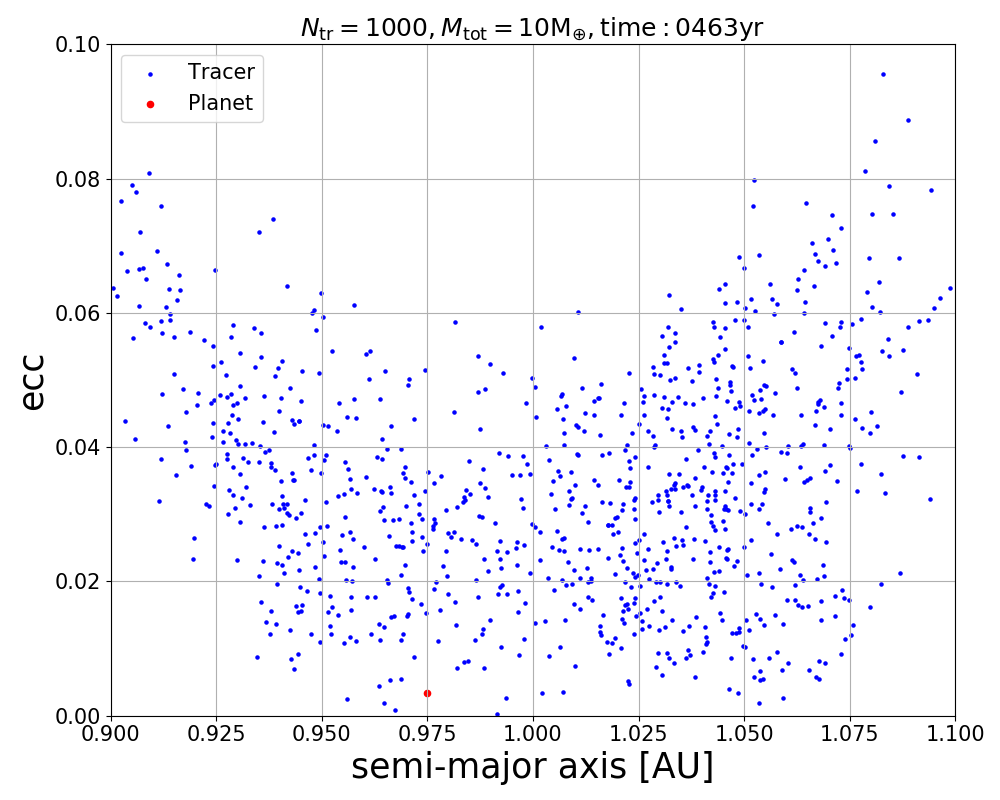 N_tr = 1000, M_tot = 10M_⊕, time : 0463yr
Tracer
Planet
0.10
0.08
0.06
0.04
0.02
0.00
ecc
0.900 0.925 0.950 0.975 1.000 1.025 1.050 1.075 1.100
semi-major axis [AU]